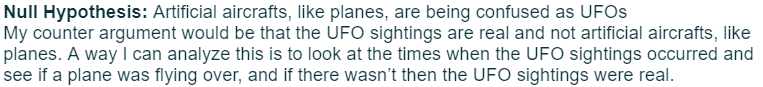 Null Hypothesis: Artificial aircrafts, like planes, are being confused as UFOs
My counter argument would be that the UFO sightings are real and not artificial aircrafts, like
planes. A way I can analyze this is to look at the times when the UFO sightings occurred and
see if a plane was flying over, and if there wasn’t then the UFO sightings were real.